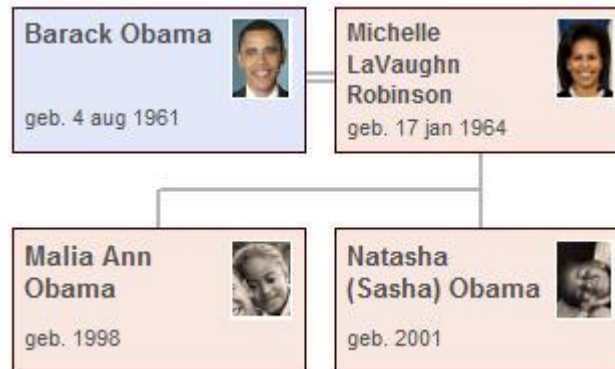 Barack Obama
geb. 4 aug 1961
Michelle
LaVaughn
Robinson
geb. 17 jan 1964
Malia Ann
Obama
geb. 1998
Natasha
(Sasha) Obama
geb. 2001